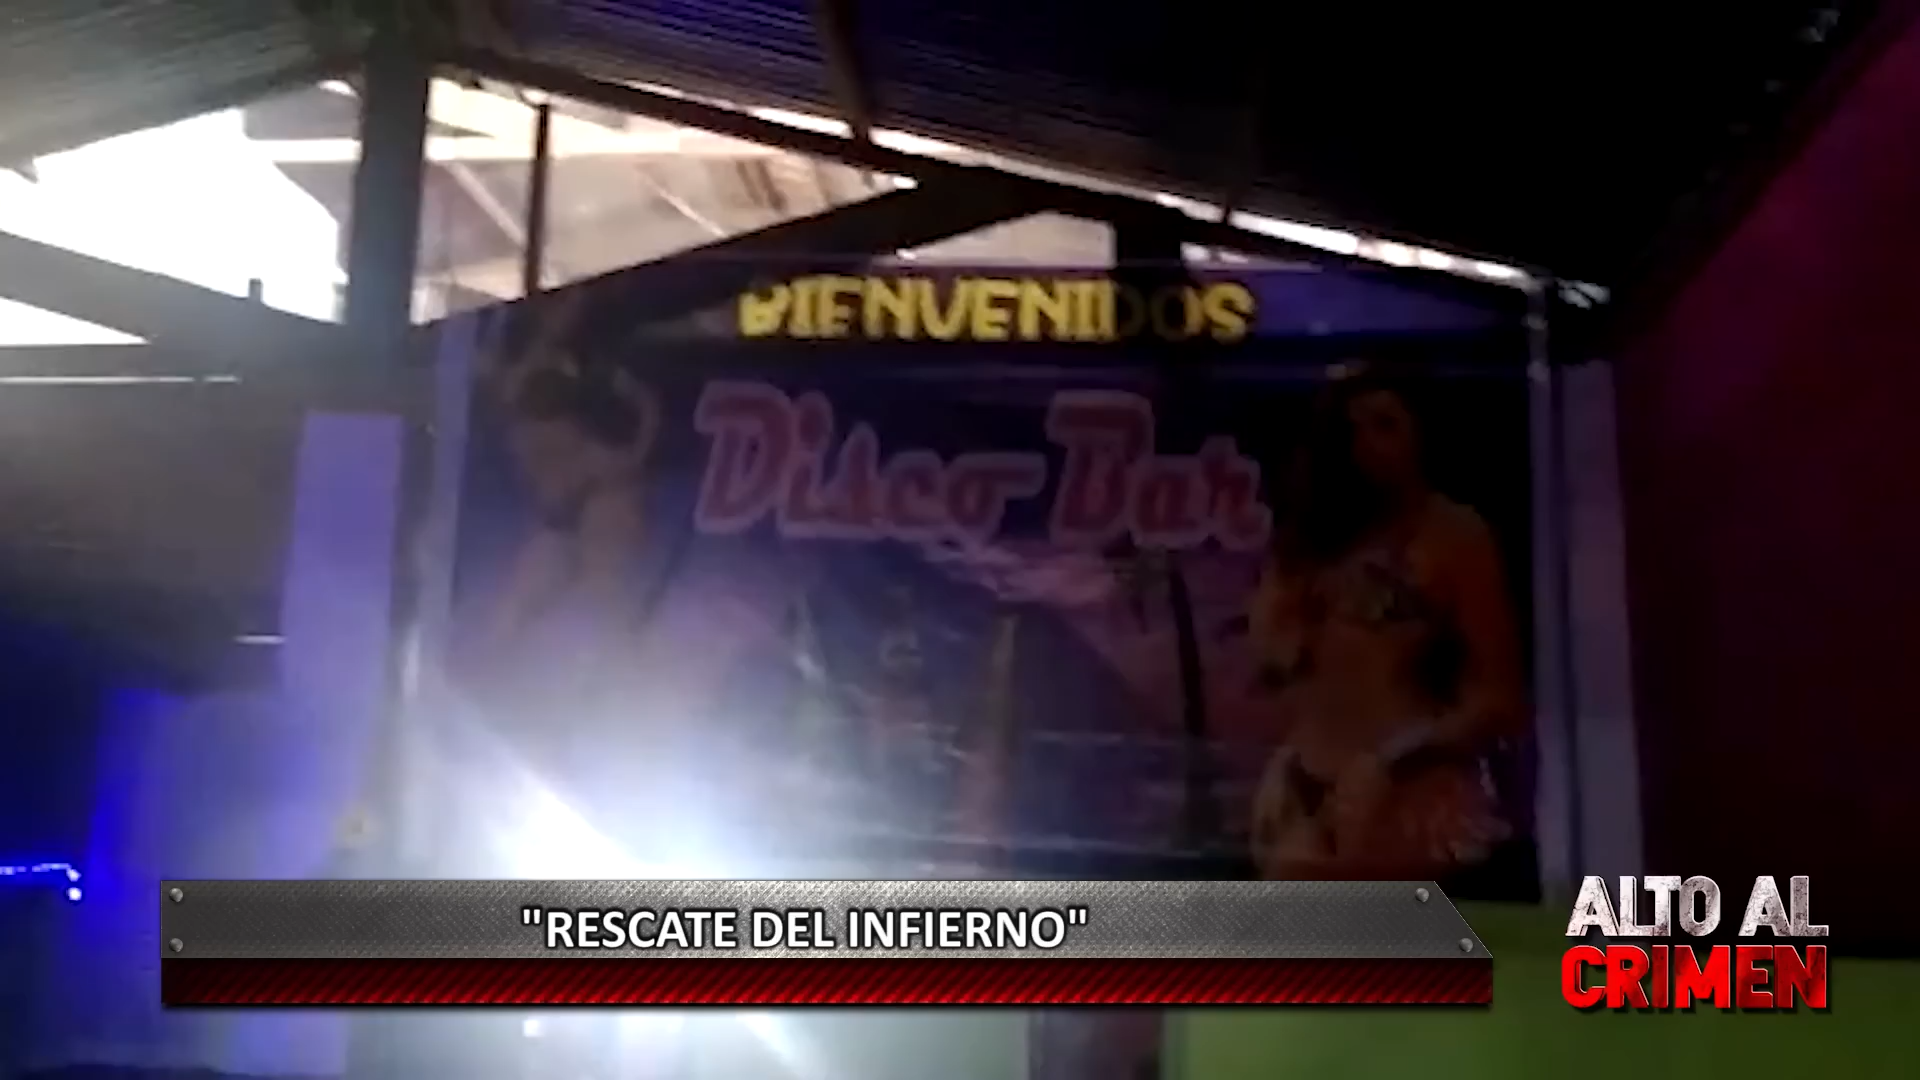 BIENVENIDOS
Disco Bar
"RESCATE DEL INFIERNO"
ALTO AL
CRIMEN